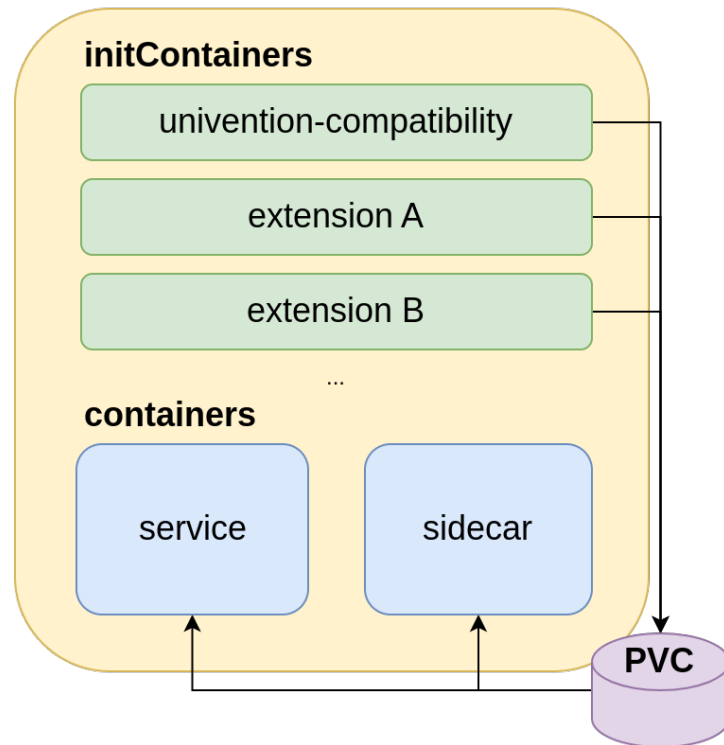 initContainers
univention-compatibility
extension A
extension B
...
containers
service
sidecar
PVC